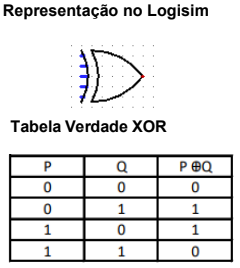 Representação no Logisim
Tabela Verdade XOR
P Q P ⊕Q
0 0 0
0 1 1
1 0 1
1 1 0